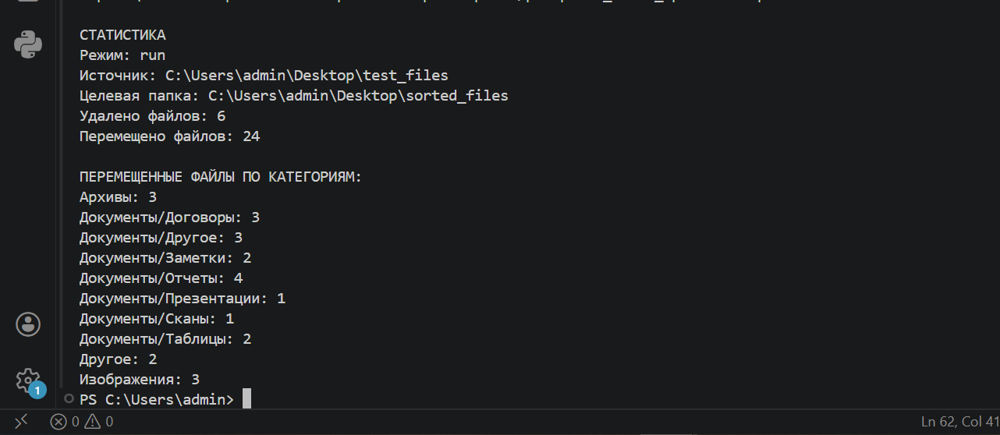 СТАТИСТИКА
Режим: run
Источник: C:\Users\admin\Desktop\test_files
Целевая папка: C:\Users\admin\Desktop\sorted_files
Удалено файлов: 6
Перемещено файлов: 24
ПЕРЕМЕЩЕННЫЕ ФАЙЛЫ ПО КАТЕГОРИЯМ:
Архивы: 3
Документы/Договоры: 3
Документы/Другое: 3
Документы/Заметки: 2
Документы/Отчеты: 4
Документы/Презентации: 1
Документы/Сканы: 1
Документы/Таблицы: 2
Другое: 2
Изображения: 3
1
PS C:\Users\admin>
0 0
Ln 62, Col 41